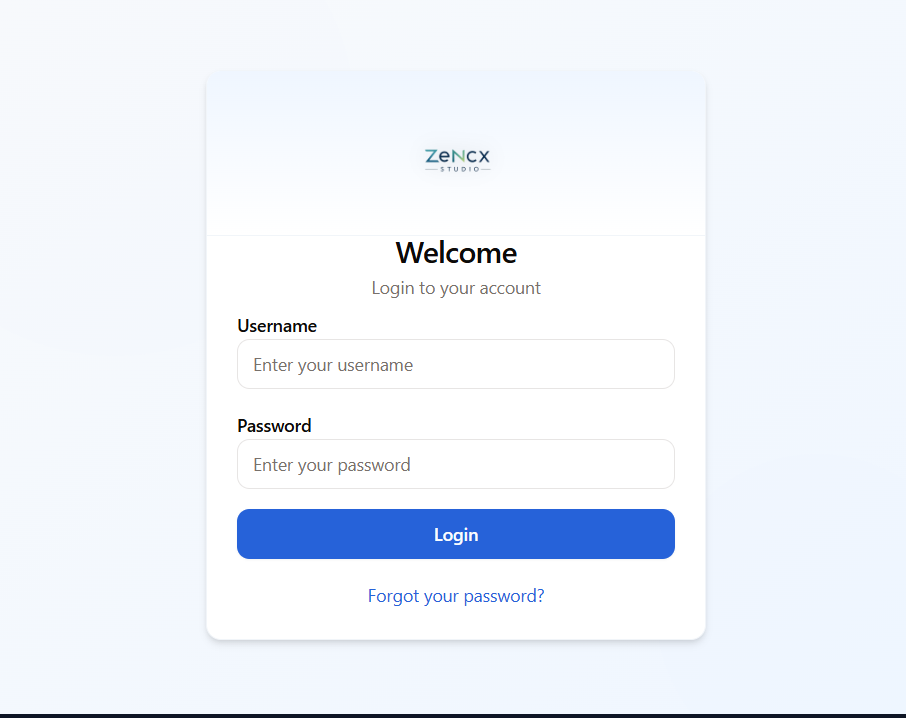 ZeNCX
STUDIO
Welcome
Login to your account
Username
Enter your username
Password
Enter your password
Login
Forgot your password?